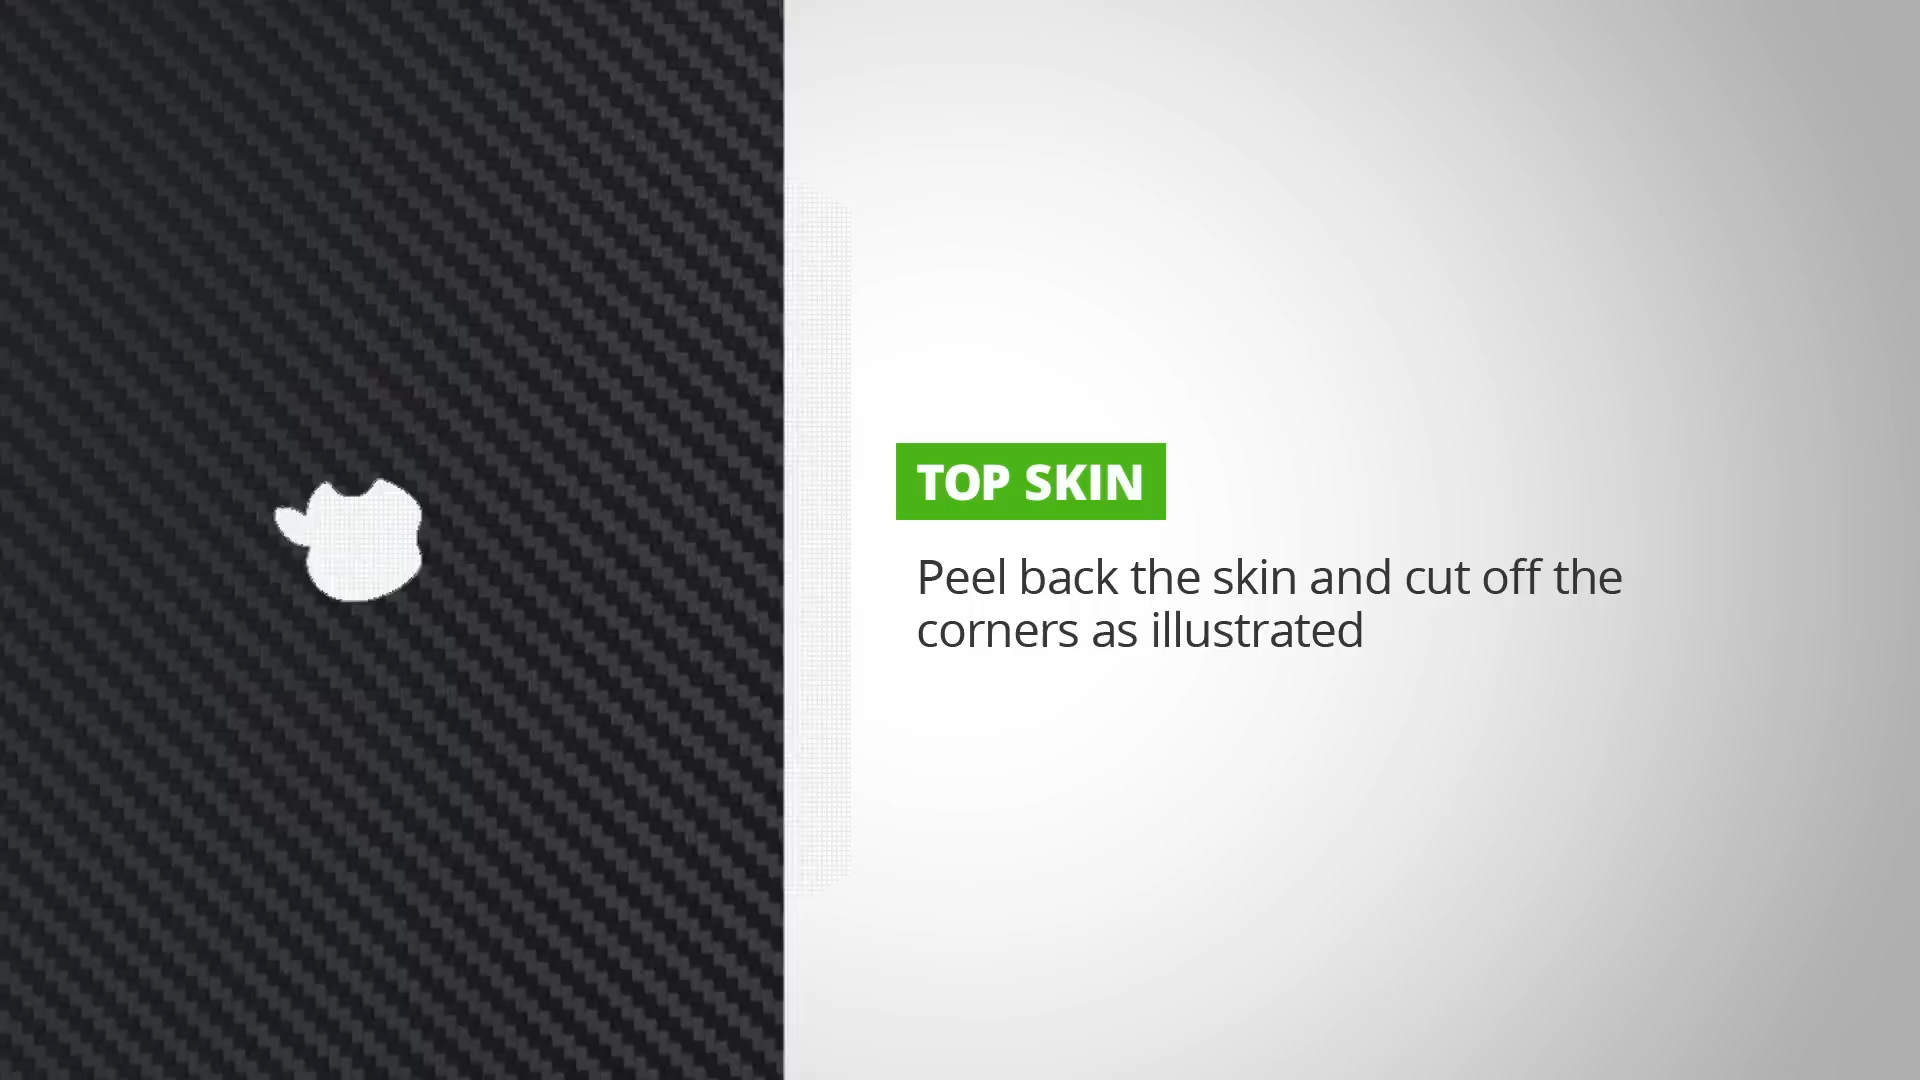 TOP SKIN
Peel back the skin and cut off the
corners as illustrated